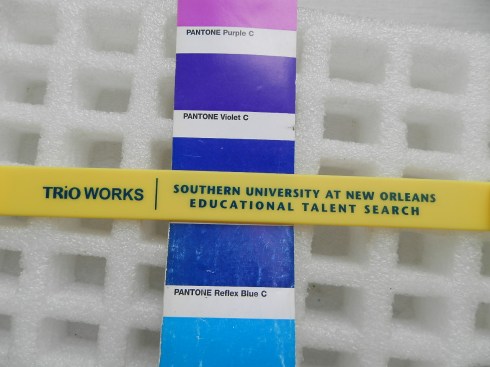 PANTONE Purple C
PANTONE Violet C
TRiO WORKS
SOUTHERN UNIVERSITY AT NEW ORLEANS
EDUCATIONAL TALENT SEARCH
PANTONE Reflex Blue C